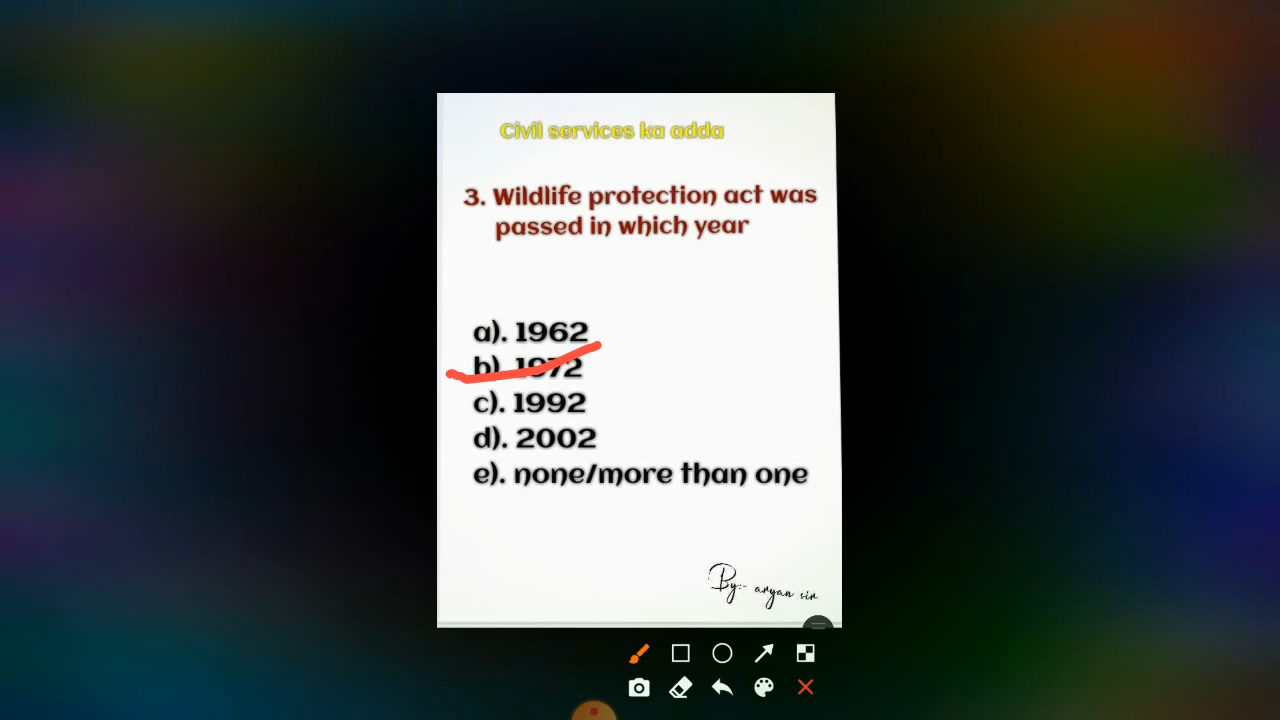 Civil services ka adda
3. Wildlife protection act was
passed in which year
a). 1962
b). 1972
c). 1992
d). 2002
e). none/more than one
By:- aryan sir